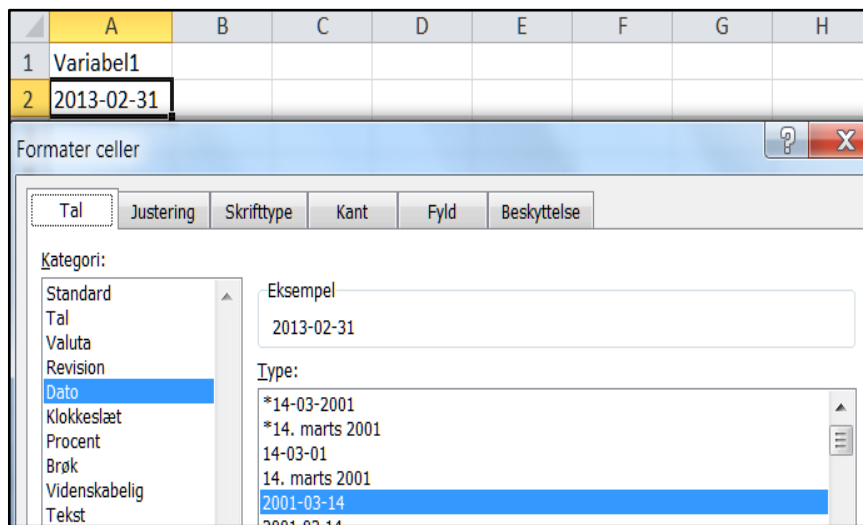 A B C D E F G H
1 Variabel1
2 2013-02-31
Formater celler ? X
Tal Justering Skrifttype Kant Fyld Beskyttelse
Kategori:
Standard
Tal
Valuta
Revision
Dato
Klokkeslæt
Procent
Brøk
Videnskabelig
Tekst
Eksempel
2013-02-31
Type:
*14-03-2001
*14. marts 2001
14-03-01
14. marts 2001
2001-03-14